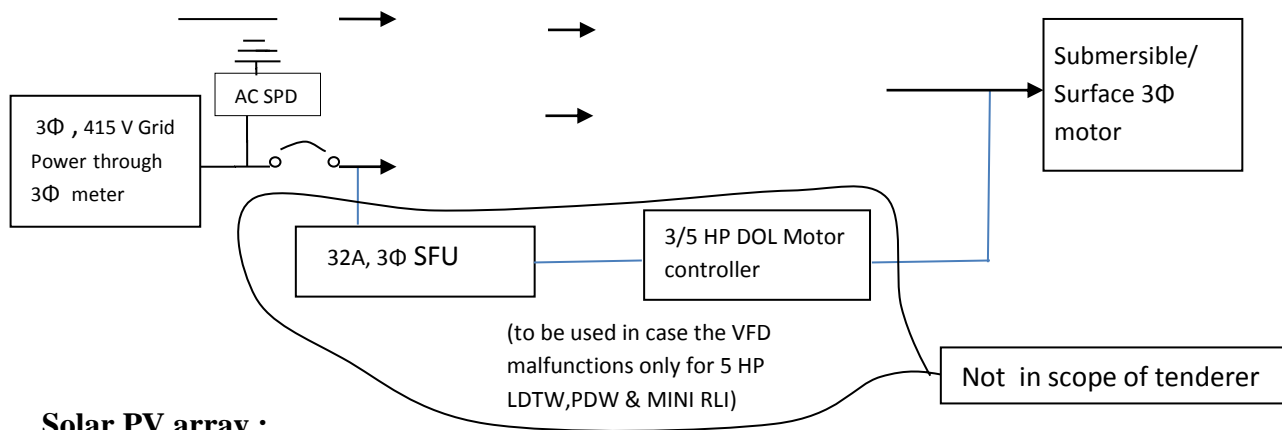 AC SPD
3Φ , 415 V Grid
Power through
3Φ meter
Submersible/
Surface 3Φ
motor
32A, 3Φ SFU
3/5 HP DOL Motor
controller
(to be used in case the VFD
malfunctions only for 5 HP
LDTW,PDW & MINI RLI)
Not in scope of tenderer
Solar PV array :